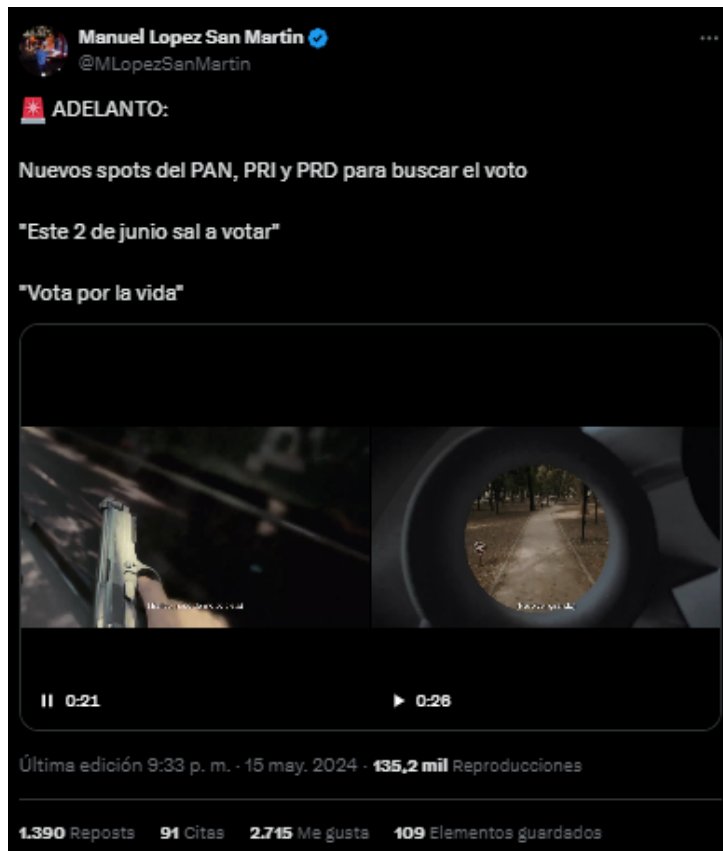 Manuel Lopez San Martin
@MLopezSanMartin
ADELANTO:
Nuevos spots del PAN, PRI y PRD para buscar el voto
"Este 2 de junio sal a votar"
"Vota por la vida"
0:21
0:26
Última edición 9:33 p. m. · 15 may. 2024 · 135,2 mil Reproducciones
1.390 Reposts 91 Citas 2.715 Me gusta 109 Elementos guardados